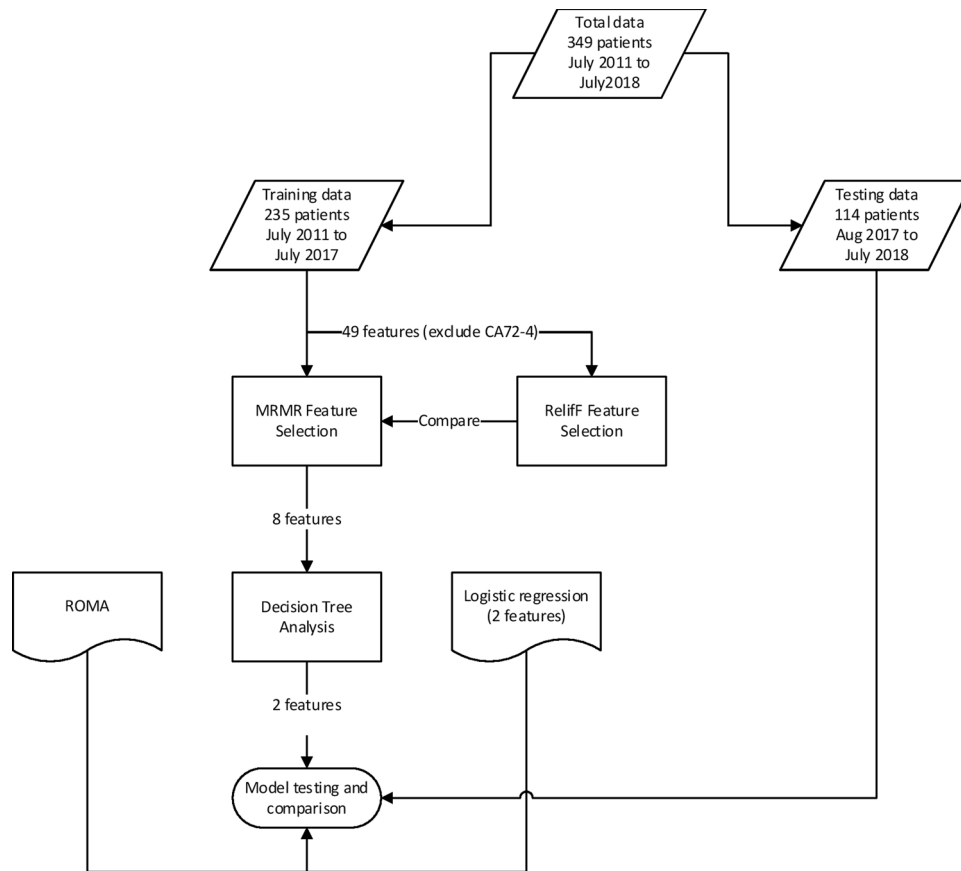 Total data
349 patients
July 2011 to
July2018
Training data
235 patients
July 2011 to
July 2017
Testing data
114 patients
Aug 2017 to
July 2018
49 features (exclude CA72-4)
MRMR Feature
Selection
Compare
RelifF Feature
Selection
8 features
ROMA
Decision Tree
Analysis
Logistic regression
(2 features)
2 features
Model testing and
comparison